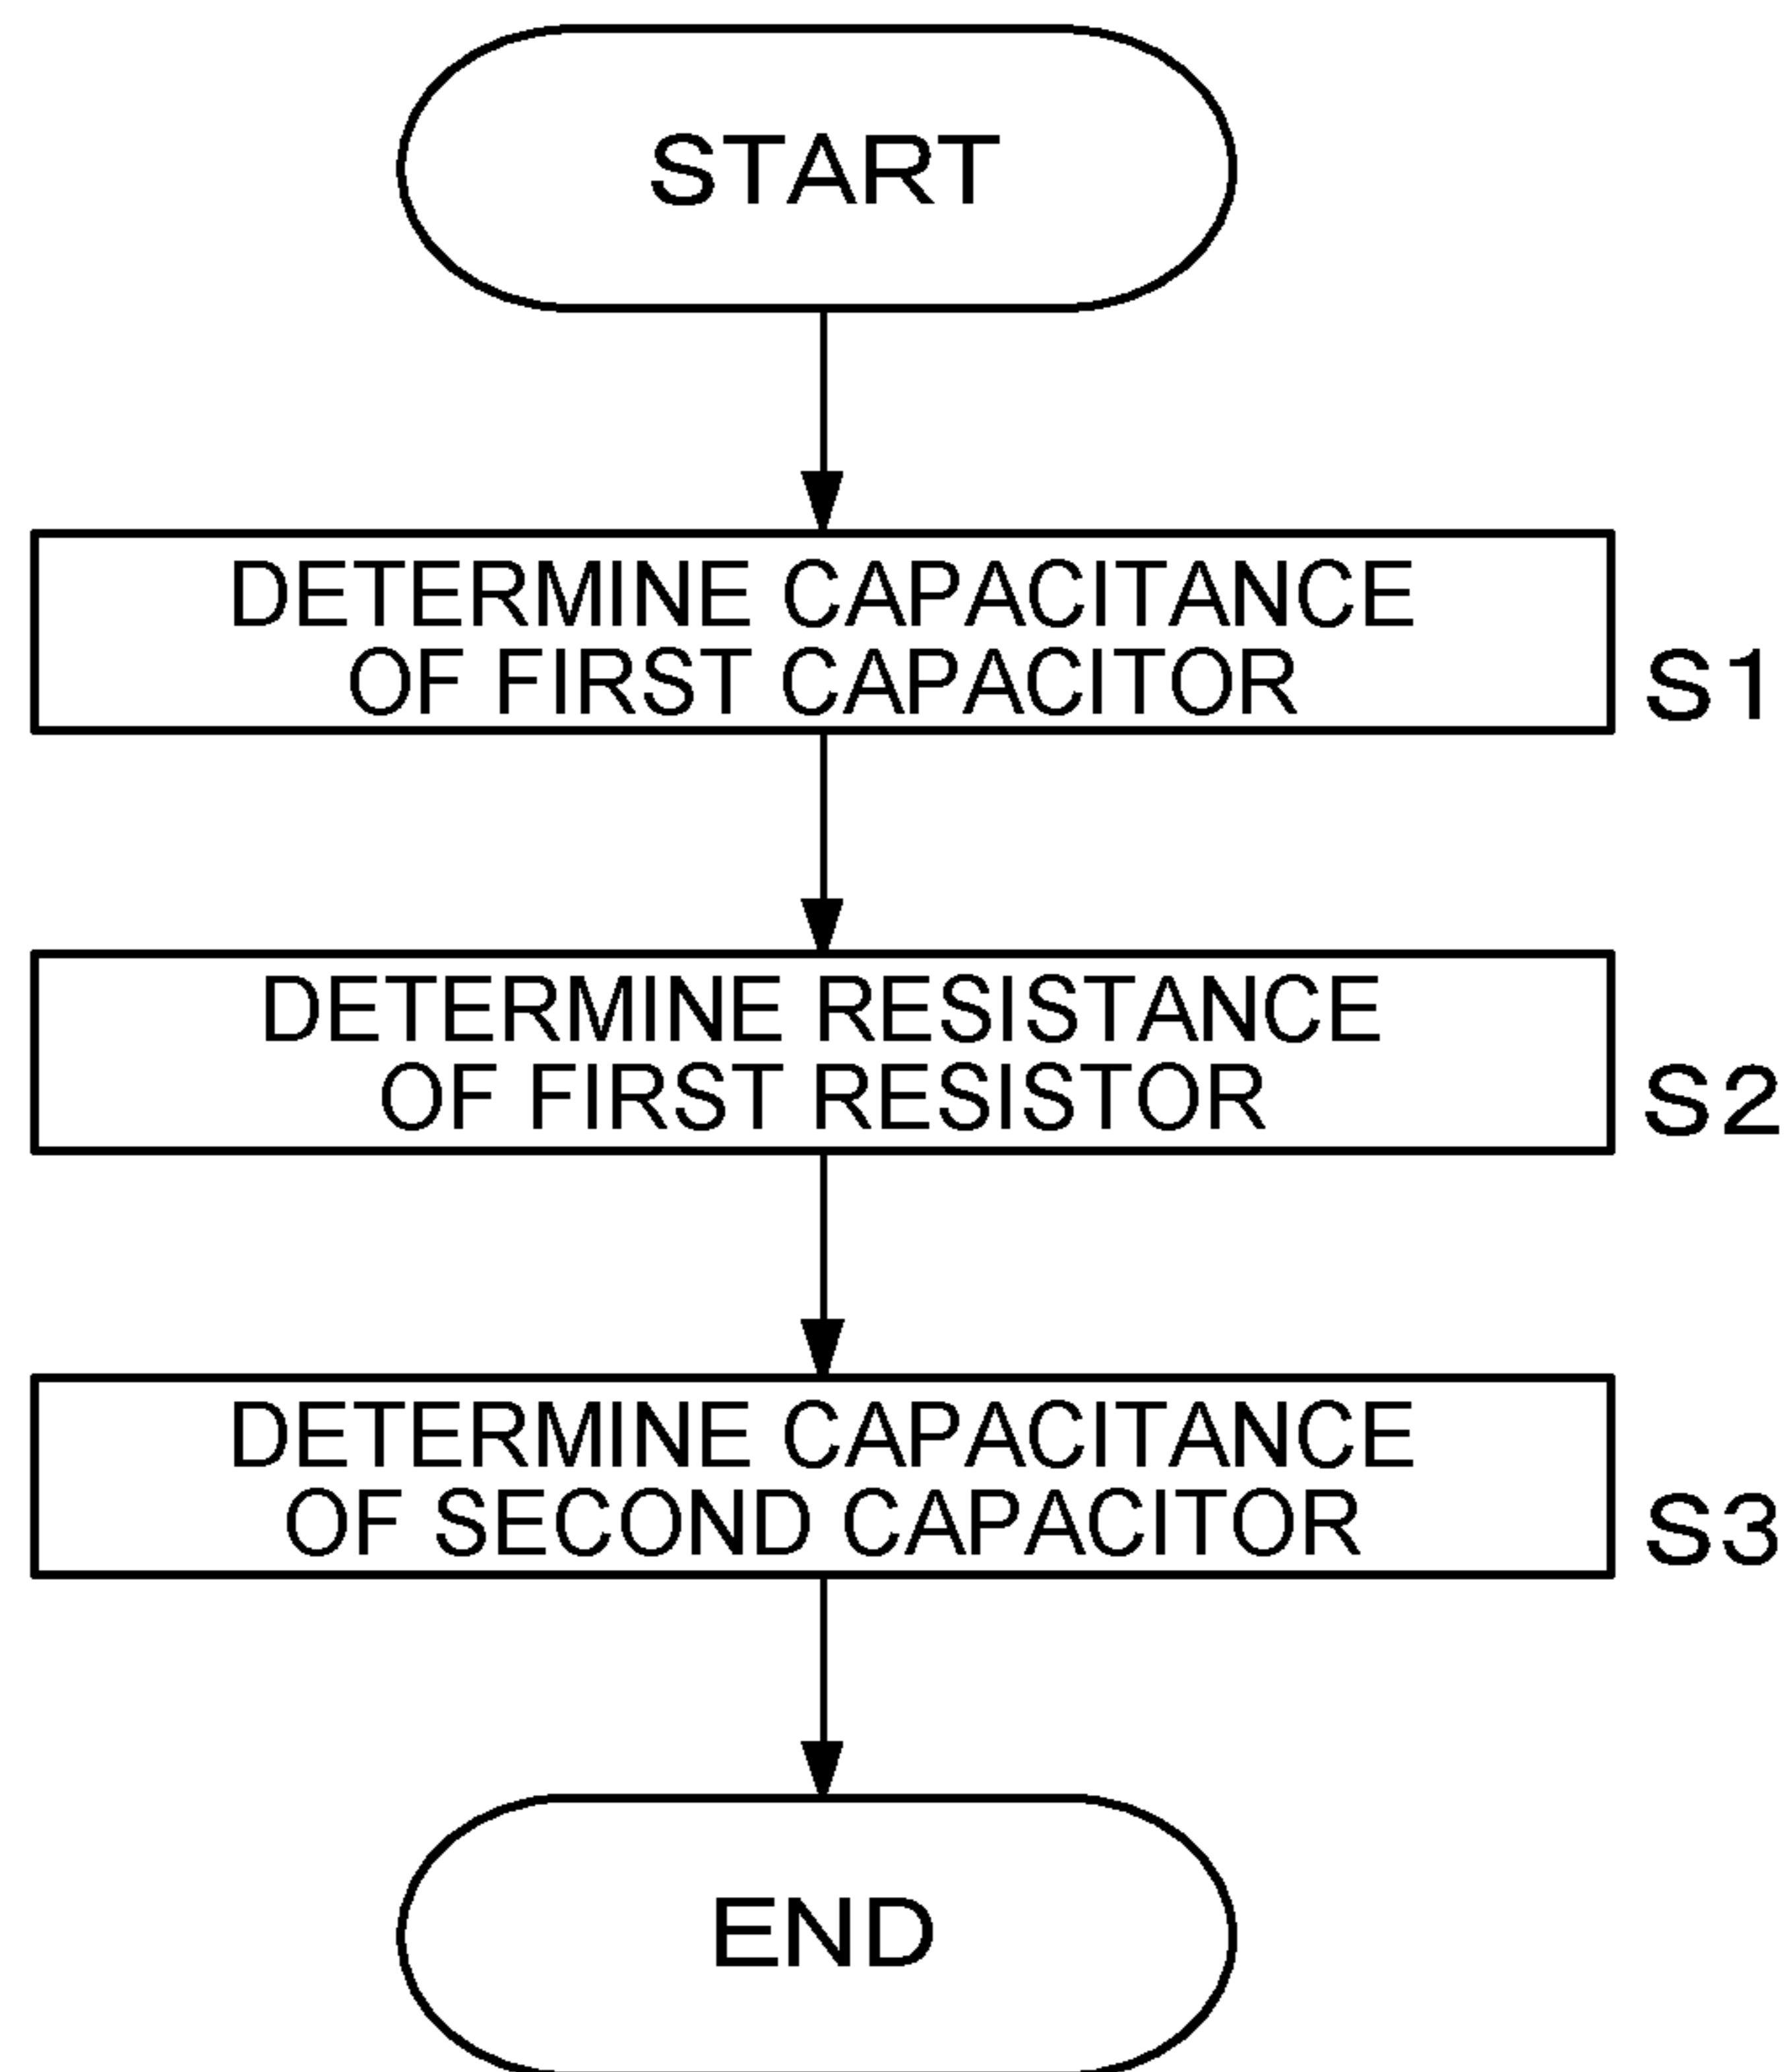 START
DETERMINE CAPACITANCE
OF FIRST CAPACITOR
S1
DETERMINE RESISTANCE
OF FIRST RESISTOR
S2
DETERMINE CAPACITANCE
OF SECOND CAPACITOR
S3
END